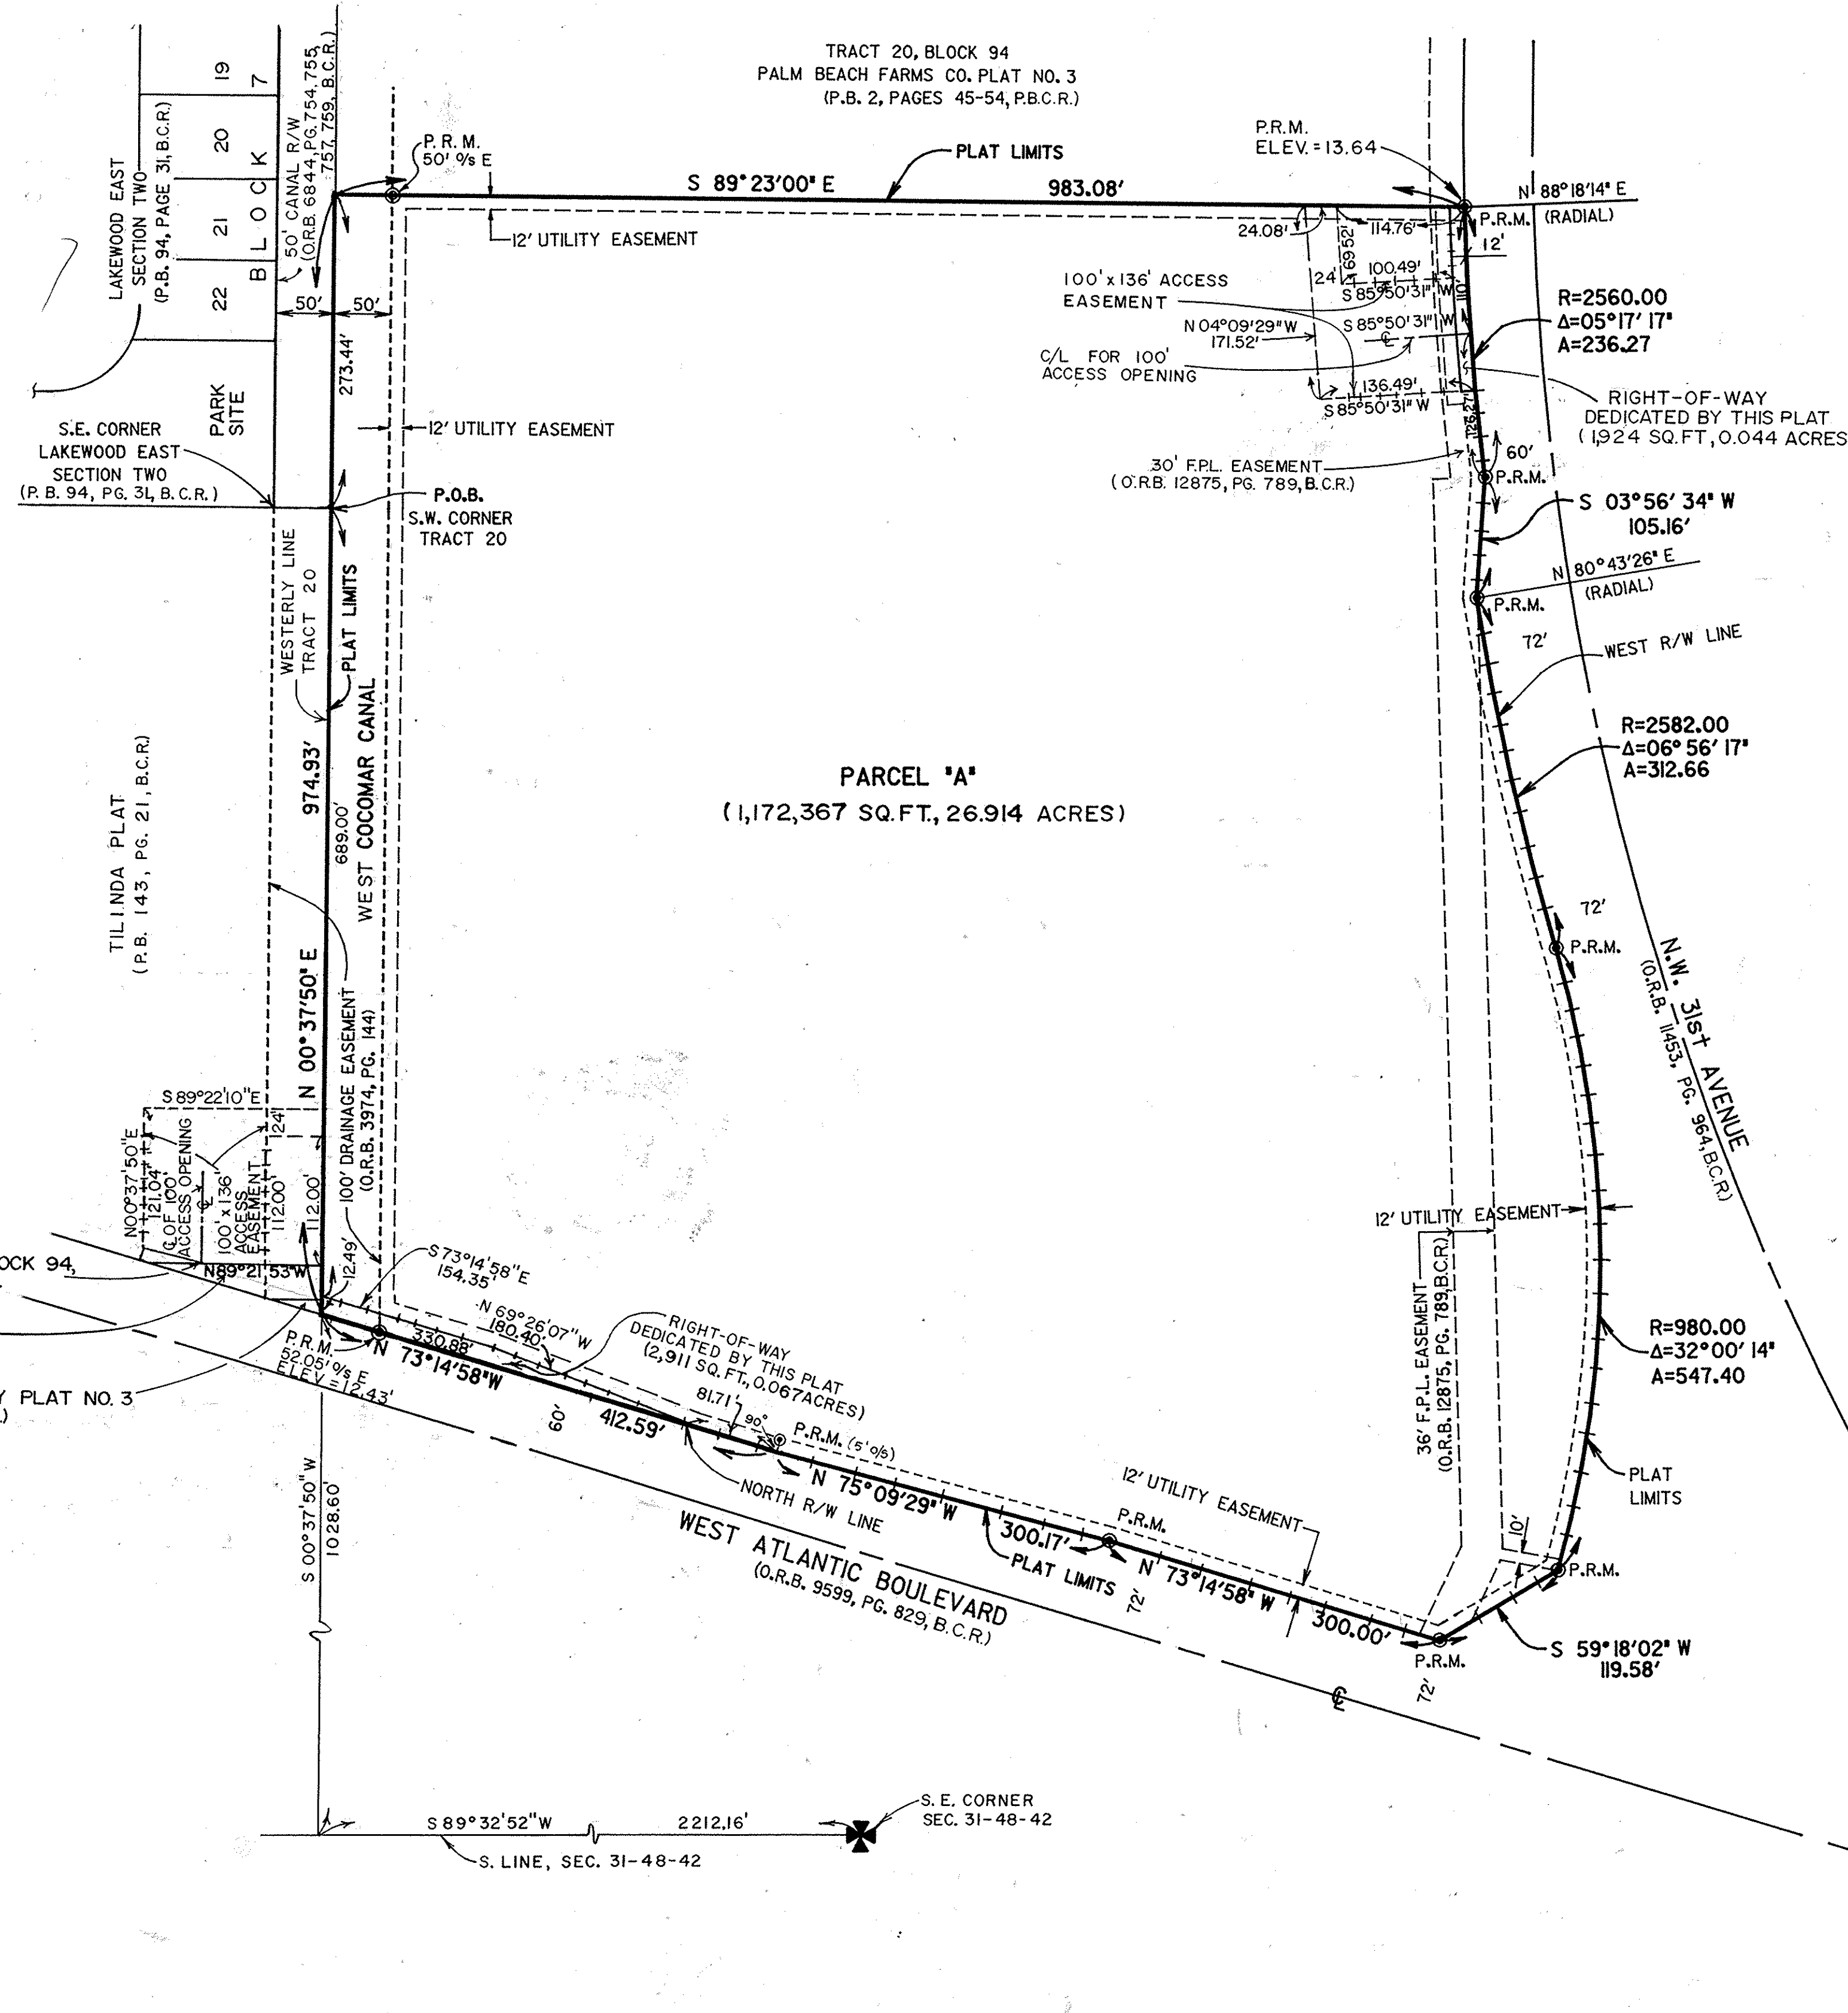 TRACT 20, BLOCK 94
PALM BEACH FARMS CO. PLAT NO. 3
(P.B. 2, PAGES 45-54, P.B.C.R.)
19
20
21
22
BLOCK 7
LAKEWOOD EAST
SECTION TWO
(P.B. 94, PAGE 31, B.C.R.)
50' CANAL R/W
(O.R.B. 6844, PG. 754, 755,
757, 759, B.C.R.)
P.R.M.
50' O/S E
PLAT LIMITS
S 89°23'00" E
983.08'
P.R.M.
ELEV. = 13.64
N 88°18'14" E
(RADIAL)
P.R.M.
12'
12' UTILITY EASEMENT
24.08'
114.76'
69.52'
24'
100.49'
S 85°50'31" W
110'
100' x 136' ACCESS
EASEMENT
N 04°09'29" W
171.52'
S 85°50'31" W
℄
C/L FOR 100'
ACCESS OPENING
136.49'
S 85°50'31" W
126.27'
R=2560.00
Δ=05°17'17"
A=236.27
RIGHT-OF-WAY
DEDICATED BY THIS PLAT
(1,924 SQ.FT., 0.044 ACRES
50'
50'
273.44'
PARK
SITE
12' UTILITY EASEMENT
S.E. CORNER
LAKEWOOD EAST
SECTION TWO
(P.B. 94, PG. 31, B.C.R.)
P.O.B.
S.W. CORNER
TRACT 20
30' F.P.L. EASEMENT
(O.R.B. 12875, PG. 789, B.C.R.)
60'
P.R.M.
S 03°56'34" W
105.16'
N 80°43'26" E
(RADIAL)
P.R.M.
72'
WEST R/W LINE
R=2582.00
Δ=06°56'17"
A=312.66
WESTERLY LINE
TRACT 20
PLAT LIMITS
974.93'
689.00'
WEST COCOMAR CANAL
TILINDA PLAT
(P.B. 143, PG. 21, B.C.R.)
PARCEL "A"
(1,172,367 SQ.FT., 26.914 ACRES)
72'
P.R.M.
N.W. 31st AVENUE
(O.R.B. 11453, PG. 964, B.C.R.)
N 00°37'50" E
100' DRAINAGE EASEMENT
(O.R.B. 3974, PG. 144)
S 89°22'10" E
24'
N00°37'50"E
121.04'
℄ OF 100'
ACCESS OPENING
℄
100' x 136'
ACCESS
EASEMENT
112.00'
112.00'
N89°21'53"W
12.49'
OCK 94,
Y PLAT NO. 3
S 73°14'58" E
154.35'
N 69°26'07" W
180.40'
RIGHT-OF-WAY
DEDICATED BY THIS PLAT
(2,911 SQ. FT., 0.067 ACRES)
P.R.M.
52.05' O/S E
ELEV = 12.43'
330.88'
N 73°14'58" W
412.59'
60'
81.71'
90°
P.R.M. (5' O/S)
NORTH R/W LINE
N 75°09'29" W
300.17'
PLAT LIMITS
P.R.M.
12' UTILITY EASEMENT
N 73°14'58" W
300.00'
72'
WEST ATLANTIC BOULEVARD
(O.R.B. 9599, PG. 829, B.C.R.)
12' UTILITY EASEMENT
36' F.P.L. EASEMENT
(O.R.B. 12875, PG. 789, B.C.R.)
R=980.00
Δ=32°00'14"
A=547.40
PLAT
LIMITS
10'
P.R.M.
P.R.M.
S 59°18'02" W
119.58'
72'
℄
S 00°37'50" W
1028.60'
S 89°32'52" W
2212.16'
S.E. CORNER
SEC. 31-48-42
S. LINE, SEC. 31-48-42